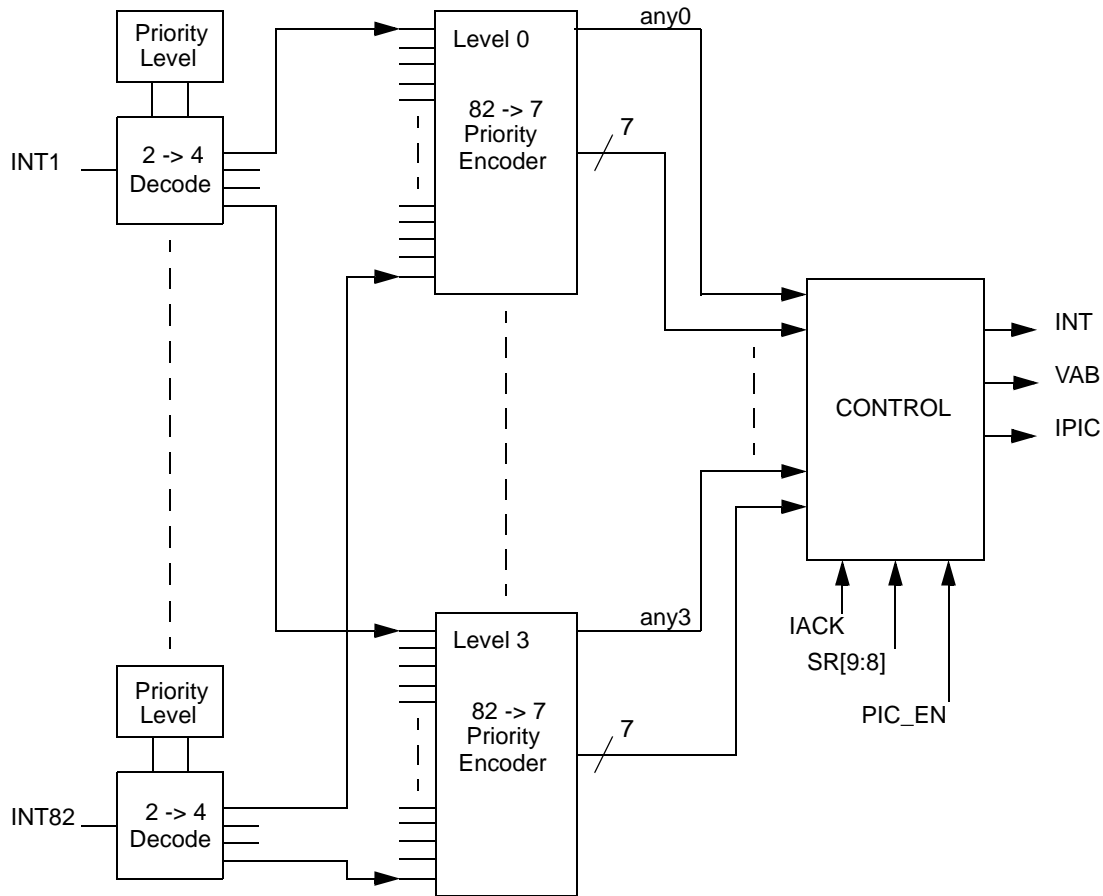 Priority
Level
INT1
2 -> 4
Decode
Level 0
82 -> 7
Priority
Encoder
any0
7
CONTROL
INT
VAB
IPIC
IACK
SR[9:8]
PIC_EN
Priority
Level
INT82
2 -> 4
Decode
Level 3
82 -> 7
Priority
Encoder
any3
7